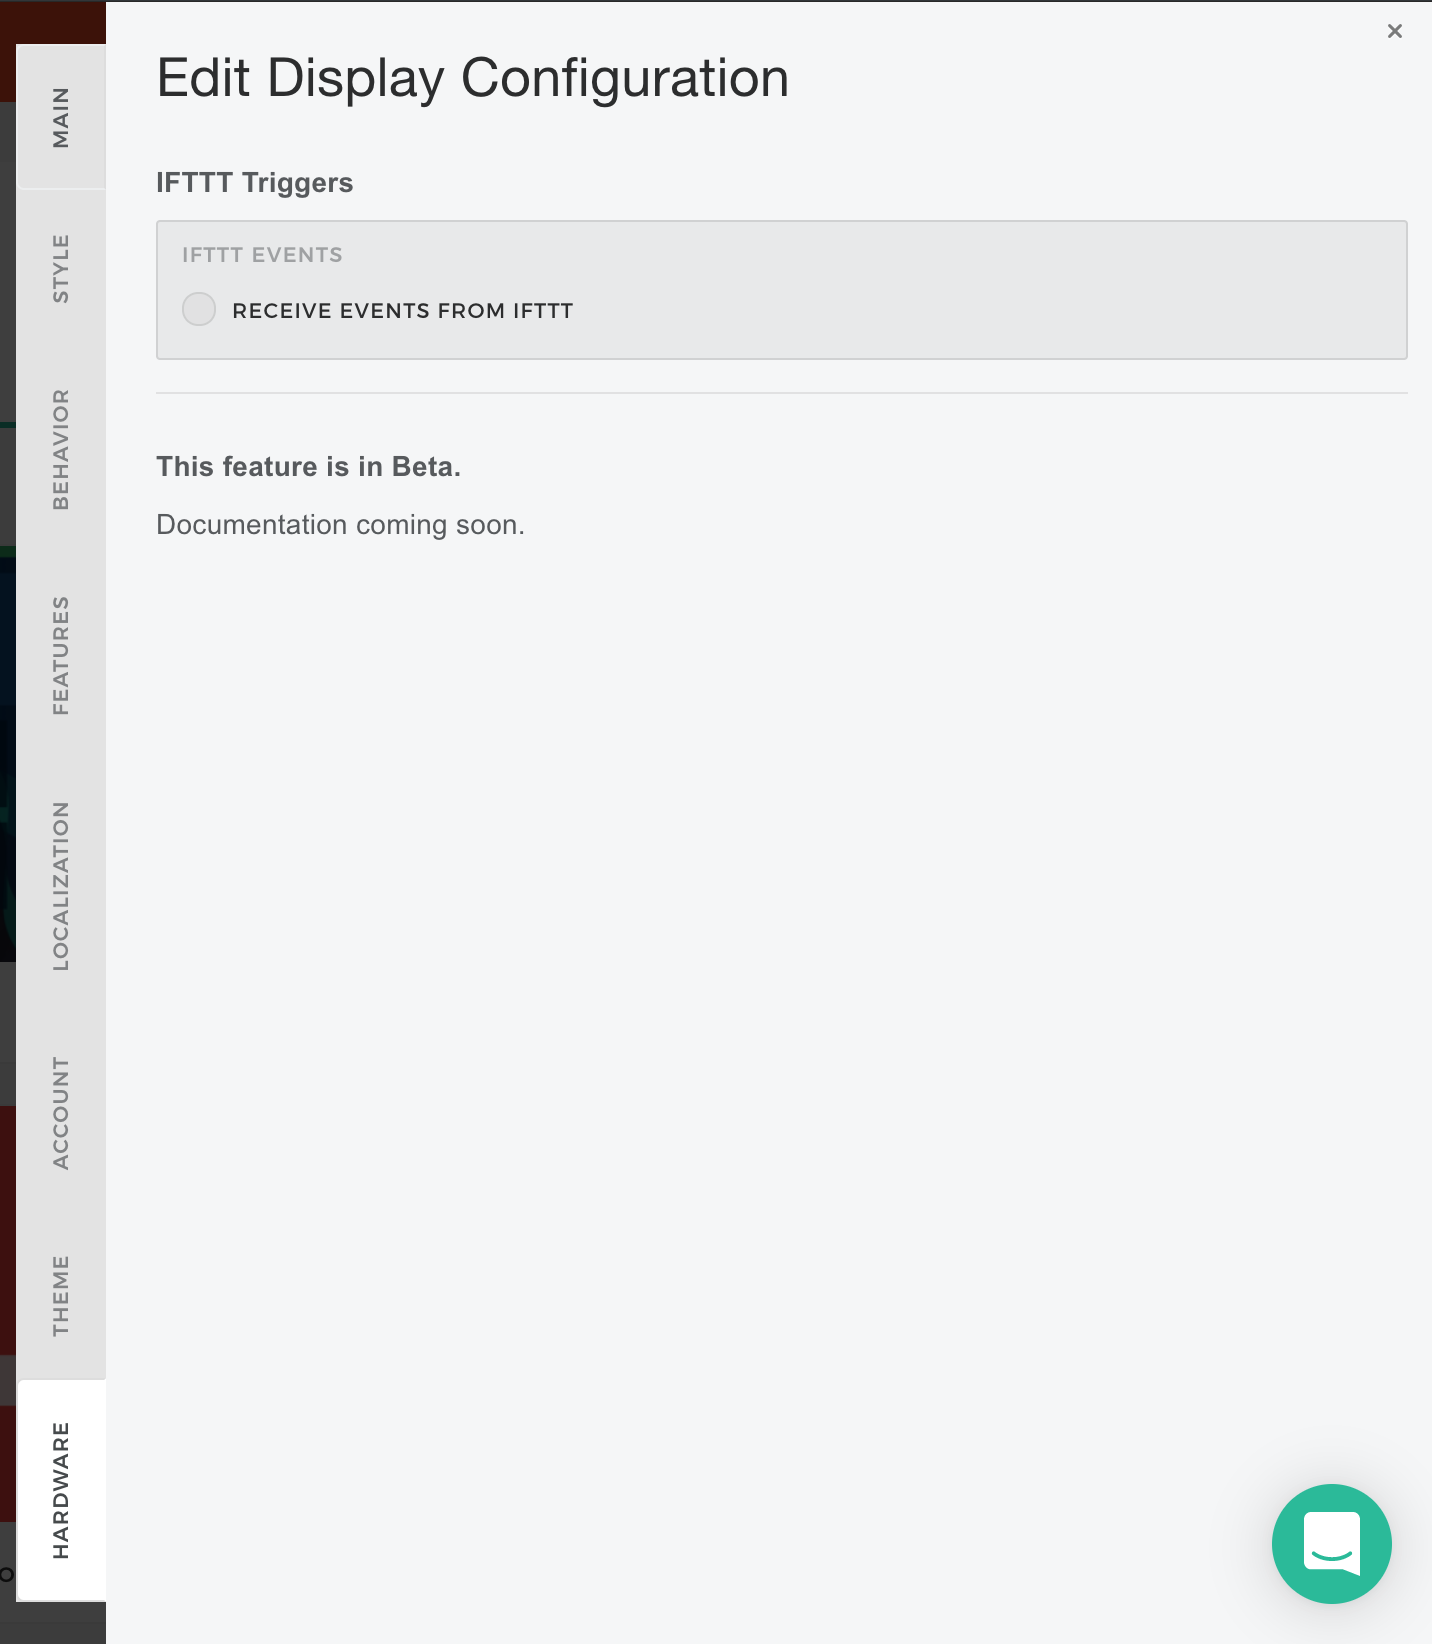 Edit Display Configuration
MAIN
STYLE
BEHAVIOR
FEATURES
LOCALIZATION
ACCOUNT
THEME
HARDWARE
IFTTT Triggers
IFTTT EVENTS
RECEIVE EVENTS FROM IFTTT
This feature is in Beta.
Documentation coming soon.